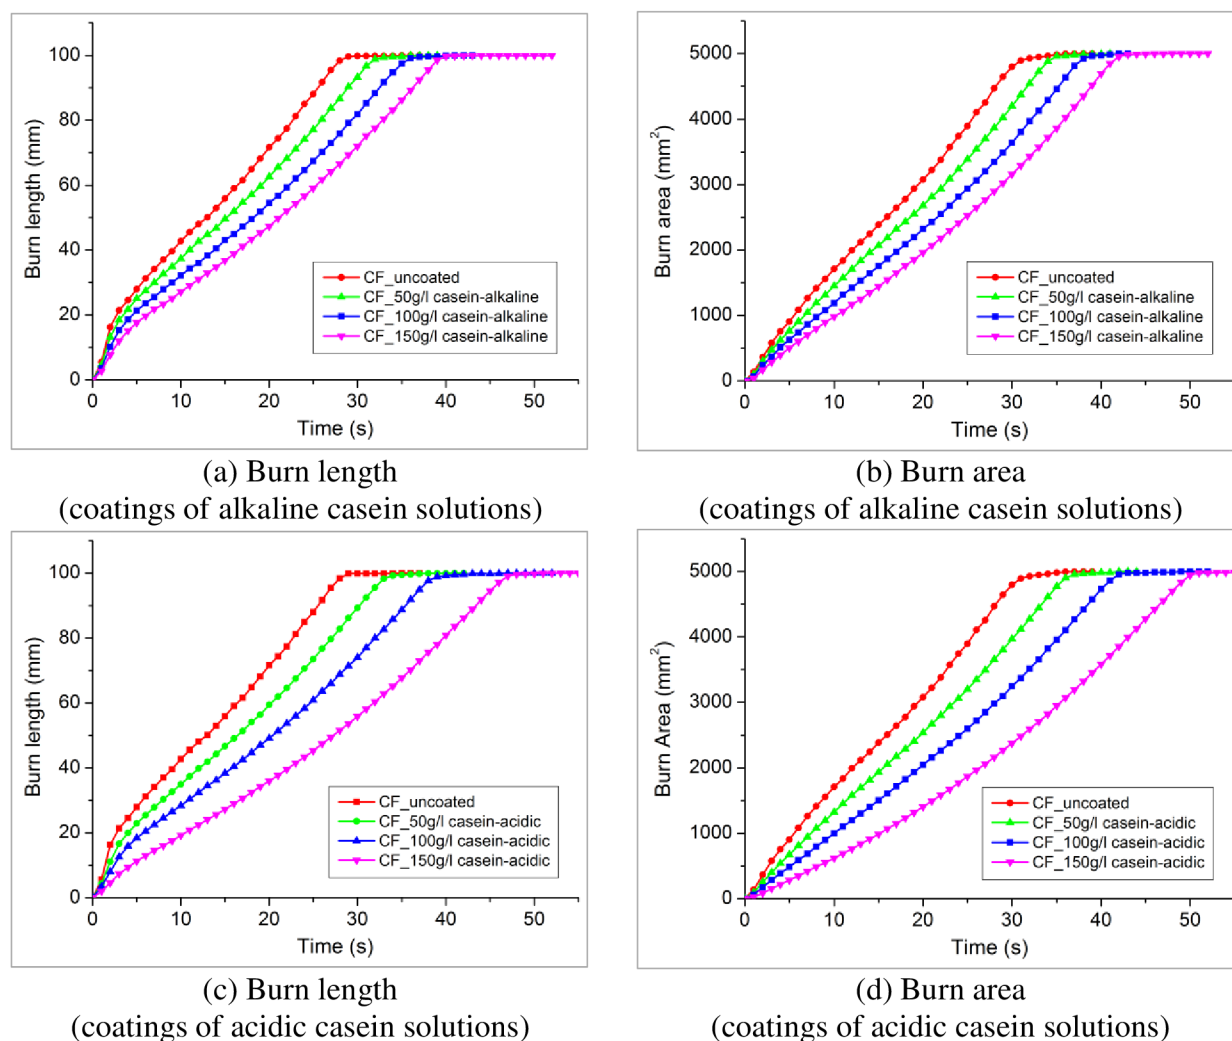 100
80
60
40
20
0
Burn length (mm)
CF_uncoated
CF_50g/l casein-alkaline
CF_100g/l casein-alkaline
CF_150g/l casein-alkaline
0 10 20 30 40 50
Time (s)
(a) Burn length
(coatings of alkaline casein solutions)
5000
4000
3000
2000
1000
0
Burn area (mm²)
CF_uncoated
CF_50g/l casein-alkaline
CF_100g/l casein-alkaline
CF_150g/l casein-alkaline
0 10 20 30 40 50
Time (s)
(b) Burn area
(coatings of alkaline casein solutions)
100
80
60
40
20
0
Burn length (mm)
CF_uncoated
CF_50g/l casein-acidic
CF_100g/l casein-acidic
CF_150g/l casein-acidic
0 10 20 30 40 50
Time (s)
(c) Burn length
(coatings of acidic casein solutions)
5000
4000
3000
2000
1000
0
Burn Area (mm²)
CF_uncoated
CF_50g/l casein-acidic
CF_100g/l casein-acidic
CF_150g/l casein-acidic
0 10 20 30 40 50
Time (s)
(d) Burn area
(coatings of acidic casein solutions)